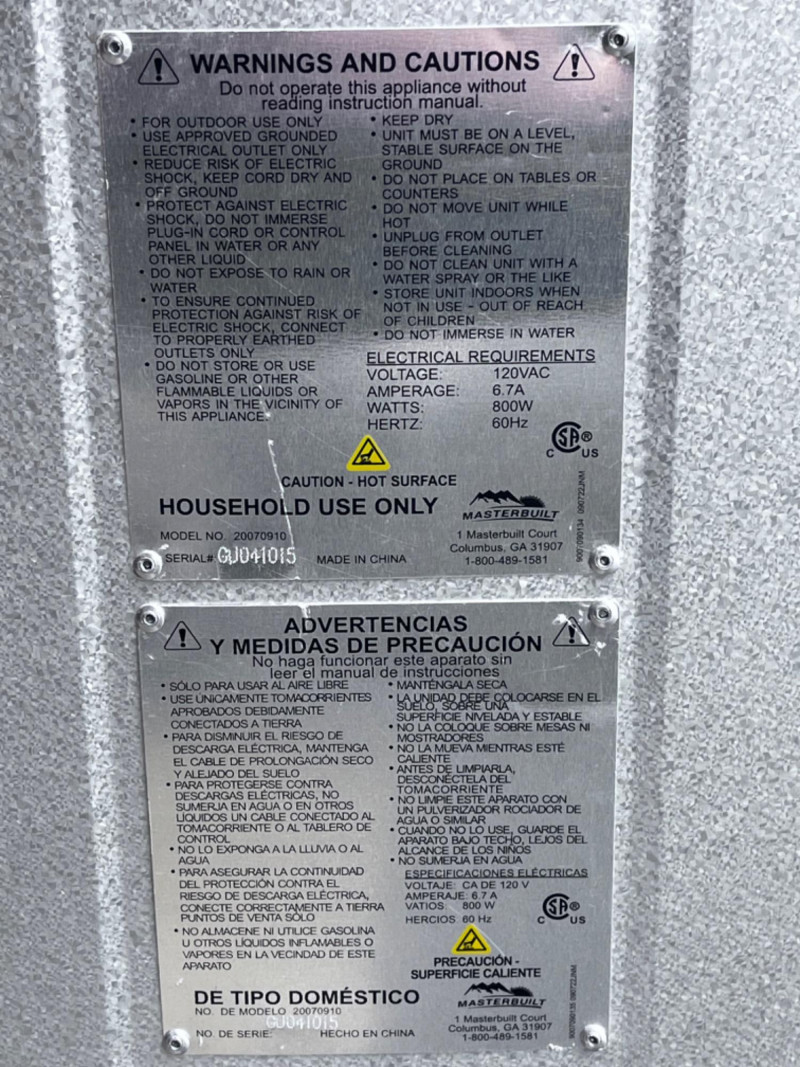 WARNINGS AND CAUTIONS
Do not operate this appliance without
reading instruction manual.
• FOR OUTDOOR USE ONLY
• USE APPROVED GROUNDED
ELECTRICAL OUTLET ONLY
• REDUCE RISK OF ELECTRIC
SHOCK, KEEP CORD DRY AND
OFF GROUND
• PROTECT AGAINST ELECTRIC
SHOCK, DO NOT IMMERSE
PLUG-IN CORD OR CONTROL
PANEL IN WATER OR ANY
OTHER LIQUID
• DO NOT EXPOSE TO RAIN OR
WATER
• TO ENSURE CONTINUED
PROTECTION AGAINST RISK OF
ELECTRIC SHOCK, CONNECT
TO PROPERLY EARTHED
OUTLETS ONLY
• DO NOT STORE OR USE
GASOLINE OR OTHER
FLAMMABLE LIQUIDS OR
VAPORS IN THE VICINITY OF
THIS APPLIANCE.
• KEEP DRY
• UNIT MUST BE ON A LEVEL,
STABLE SURFACE ON THE
GROUND
• DO NOT PLACE ON TABLES OR
COUNTERS
• DO NOT MOVE UNIT WHILE
HOT
• UNPLUG FROM OUTLET
BEFORE CLEANING
• DO NOT CLEAN UNIT WITH A
WATER SPRAY OR THE LIKE
• STORE UNIT INDOORS WHEN
NOT IN USE - OUT OF REACH
OF CHILDREN
• DO NOT IMMERSE IN WATER
ELECTRICAL REQUIREMENTS
VOLTAGE: 120VAC
AMPERAGE: 6.7A
WATTS: 800W
HERTZ: 60Hz
CSA®
C US
CAUTION - HOT SURFACE
HOUSEHOLD USE ONLY
MASTERBUILT
MODEL NO. 20070910
SERIAL# GU041015 MADE IN CHINA
1 Masterbuilt Court
Columbus, GA 31907
1-800-489-1581
9007090134 090722JNM
ADVERTENCIAS
Y MEDIDAS DE PRECAUCIÓN
No haga funcionar este aparato sin
leer el manual de instrucciones
• SÓLO PARA USAR AL AIRE LIBRE
• USE ÚNICAMENTE TOMACORRIENTES
APROBADOS DEBIDAMENTE
CONECTADOS A TIERRA
• PARA DISMINUIR EL RIESGO DE
DESCARGA ELÉCTRICA, MANTENGA
EL CABLE DE PROLONGACIÓN SECO
Y ALEJADO DEL SUELO
• PARA PROTEGERSE CONTRA
DESCARGAS ELÉCTRICAS, NO
SUMERJA EN AGUA O EN OTROS
LÍQUIDOS UN CABLE CONECTADO AL
TOMACORRIENTE O AL TABLERO DE
CONTROL
• NO LO EXPONGA A LA LLUVIA O AL
AGUA
• PARA ASEGURAR LA CONTINUIDAD
DEL PROTECCIÓN CONTRA EL
RIESGO DE DESCARGA ELÉCTRICA,
CONECTE CORRECTAMENTE A TIERRA
PUNTOS DE VENTA SÓLO
• NO ALMACENE NI UTILICE GASOLINA
U OTROS LÍQUIDOS INFLAMABLES O
VAPORES EN LA VECINDAD DE ESTE
APARATO
• MANTÉNGALA SECA
• LA UNIDAD DEBE COLOCARSE EN EL
SUELO, SOBRE UNA
SUPERFICIE NIVELADA Y ESTABLE
• NO LA COLOQUE SOBRE MESAS NI
MOSTRADORES
• NO LA MUEVA MIENTRAS ESTÉ
CALIENTE
• ANTES DE LIMPIARLA,
DESCONÉCTELA DEL
TOMACORRIENTE
• NO LIMPIE ESTE APARATO CON
UN PULVERIZADOR ROCIADOR DE
AGUA O SIMILAR
• CUANDO NO LO USE, GUARDE EL
APARATO BAJO TECHO, LEJOS DEL
ALCANCE DE LOS NIÑOS
• NO SUMERJA EN AGUA
ESPECIFICACIONES ELÉCTRICAS
VOLTAJE: CA DE 120 V
AMPERAJE: 6.7 A
VATIOS: 800 W
HERCIOS: 60 Hz
CSA®
C US
PRECAUCIÓN -
SUPERFICIE CALIENTE
DE TIPO DOMÉSTICO
MASTERBUILT
NO. DE MODELO 20070910
NO. DE SERIE: GU041015 HECHO EN CHINA
1 Masterbuilt Court
Columbus, GA 31907
1-800-489-1581
9007090135 090722JNM